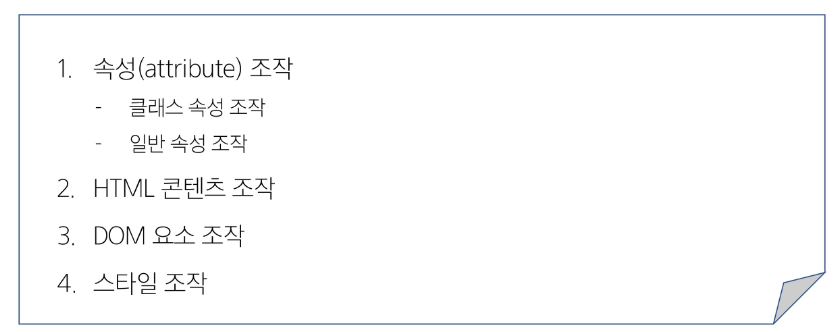 1. 속성(attribute) 조작
- 클래스 속성 조작
- 일반 속성 조작
2. HTML 콘텐츠 조작
3. DOM 요소 조작
4. 스타일 조작